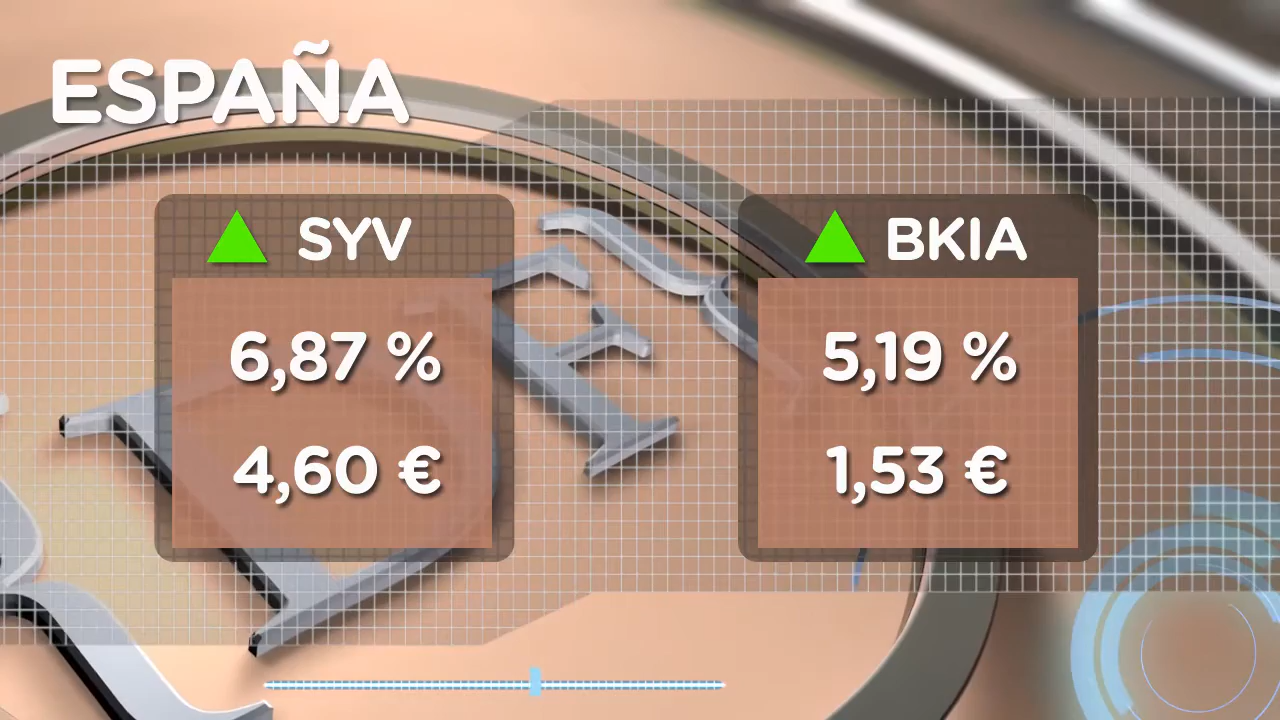 ESPAÑA
SYV
6,87 %
4,60 €
BKIA
5,19 %
1,53 €